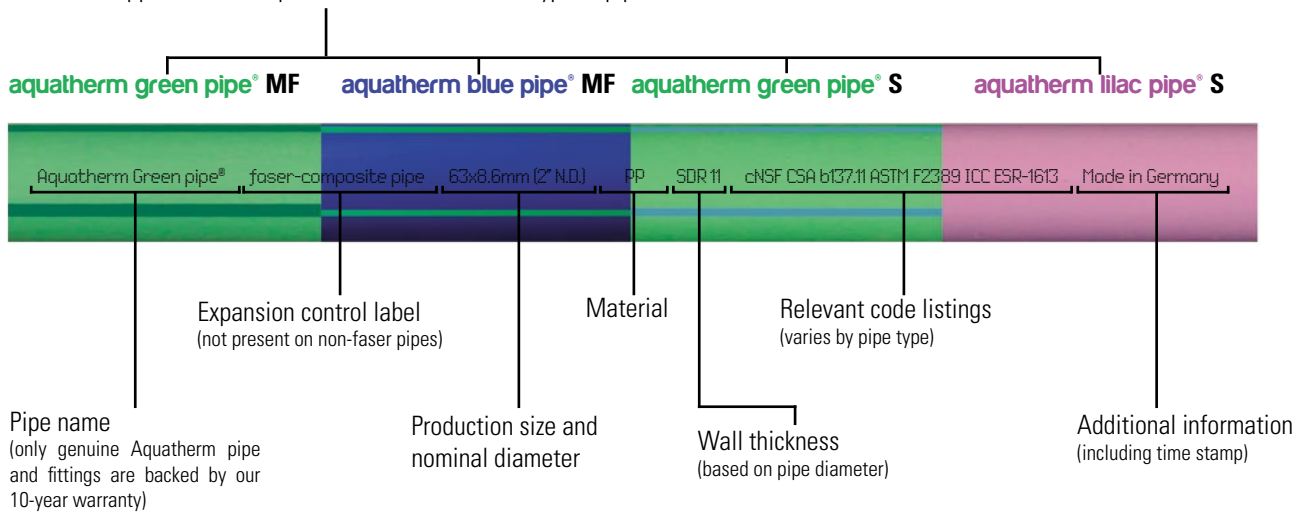 aquatherm green pipe® MF aquatherm blue pipe® MF aquatherm green pipe® S aquatherm lilac pipe® S
Aquatherm Green pipe® faser-composite pipe 63x8.6mm (2" N.D.) PP SDR 11 cNSF CSA b137.11 ASTM F2389 ICC ESR-1613 Made in Germany
Expansion control label
(not present on non-faser pipes)
Material
Relevant code listings
(varies by pipe type)
Pipe name
(only genuine Aquatherm pipe
and fittings are backed by our
10-year warranty)
Production size and
nominal diameter
Wall thickness
(based on pipe diameter)
Additional information
(including time stamp)